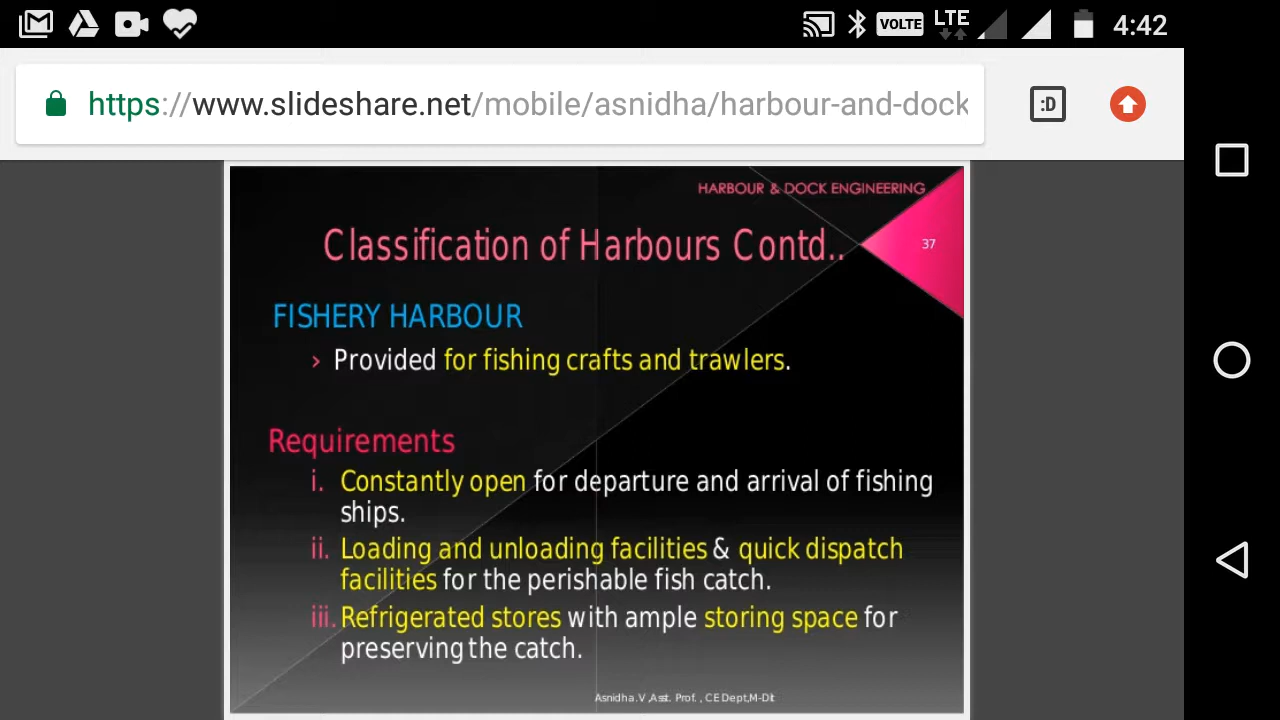 VOLTE LTE 4:42
https://www.slideshare.net/mobile/asnidha/harbour-and-dock
:D
HARBOUR & DOCK ENGINEERING
Classification of Harbours Contd..
37
FISHERY HARBOUR
› Provided for fishing crafts and trawlers.
Requirements
i. Constantly open for departure and arrival of fishing
ships.
ii. Loading and unloading facilities & quick dispatch
facilities for the perishable fish catch.
iii. Refrigerated stores with ample storing space for
preserving the catch.
Asnidha.V,Asst. Prof. , CE Dept,M-Dit